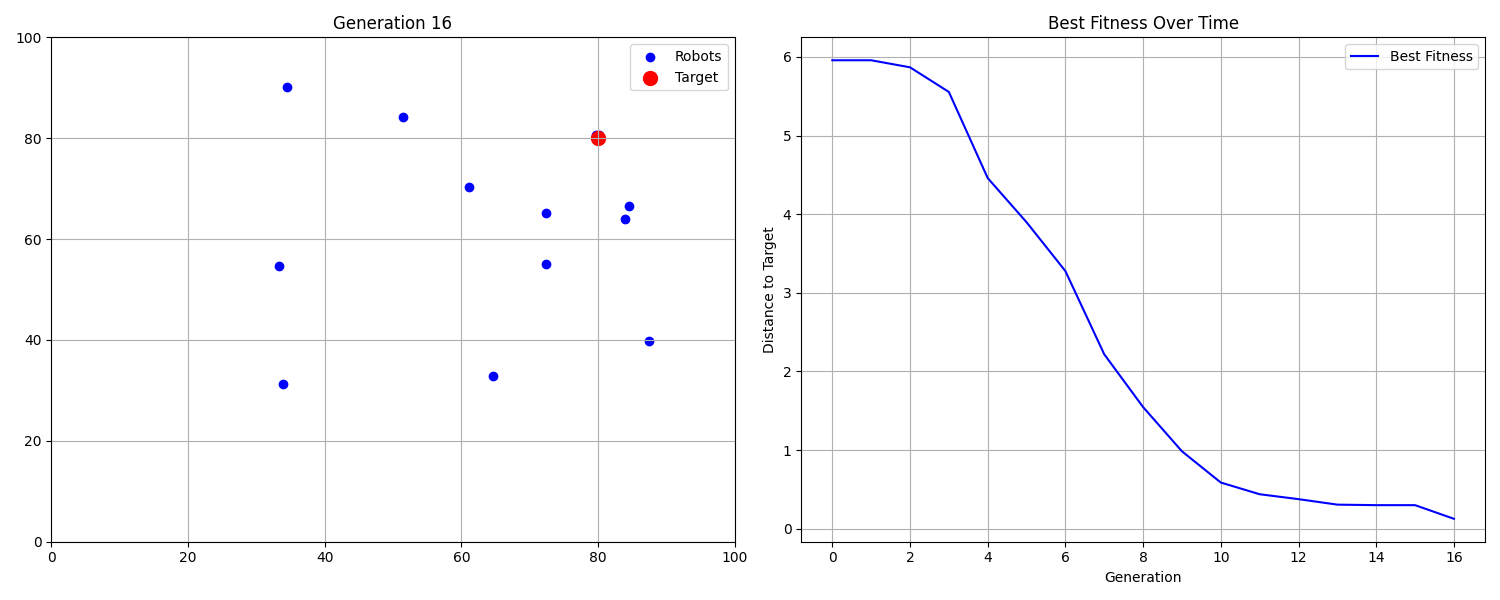 Generation 16
Robots
Target
100
80
60
40
20
0
0 20 40 60 80 100
Best Fitness Over Time
Best Fitness
Distance to Target
6
5
4
3
2
1
0
0 2 4 6 8 10 12 14 16
Generation